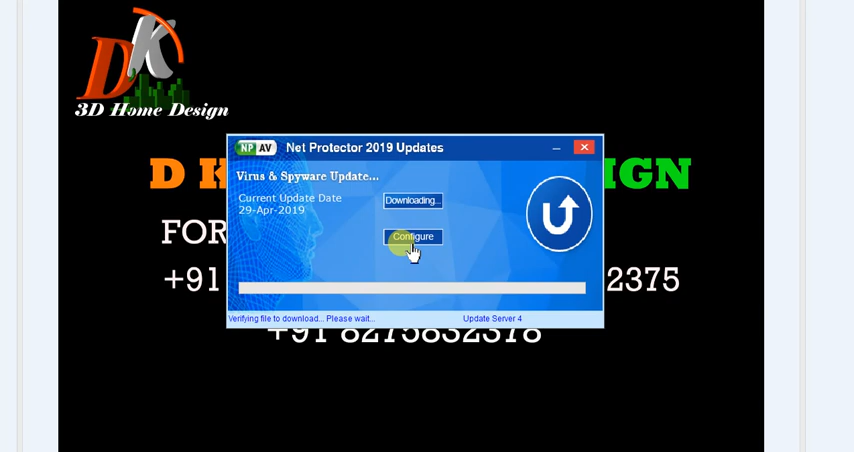 DK
3D Home Design
NP AV Net Protector 2019 Updates
Virus & Spyware Update...
Current Update Date
29-Apr-2019
Downloading...
Configure
Verifying file to download... Please wait...
Update Server 4
D K IGN
FOR
+91 2375
+91 8275832378